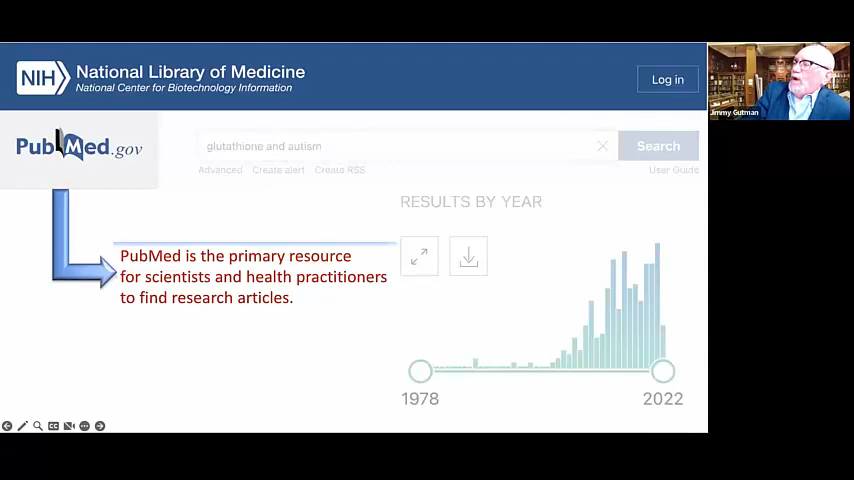 NIH National Library of Medicine
National Center for Biotechnology Information
Log in
Jimmy Gutman
PubMed.gov
glutathione and autism
Search
Advanced Create alert Create RSS
User Guide
RESULTS BY YEAR
PubMed is the primary resource
for scientists and health practitioners
to find research articles.
1978
2022
CC